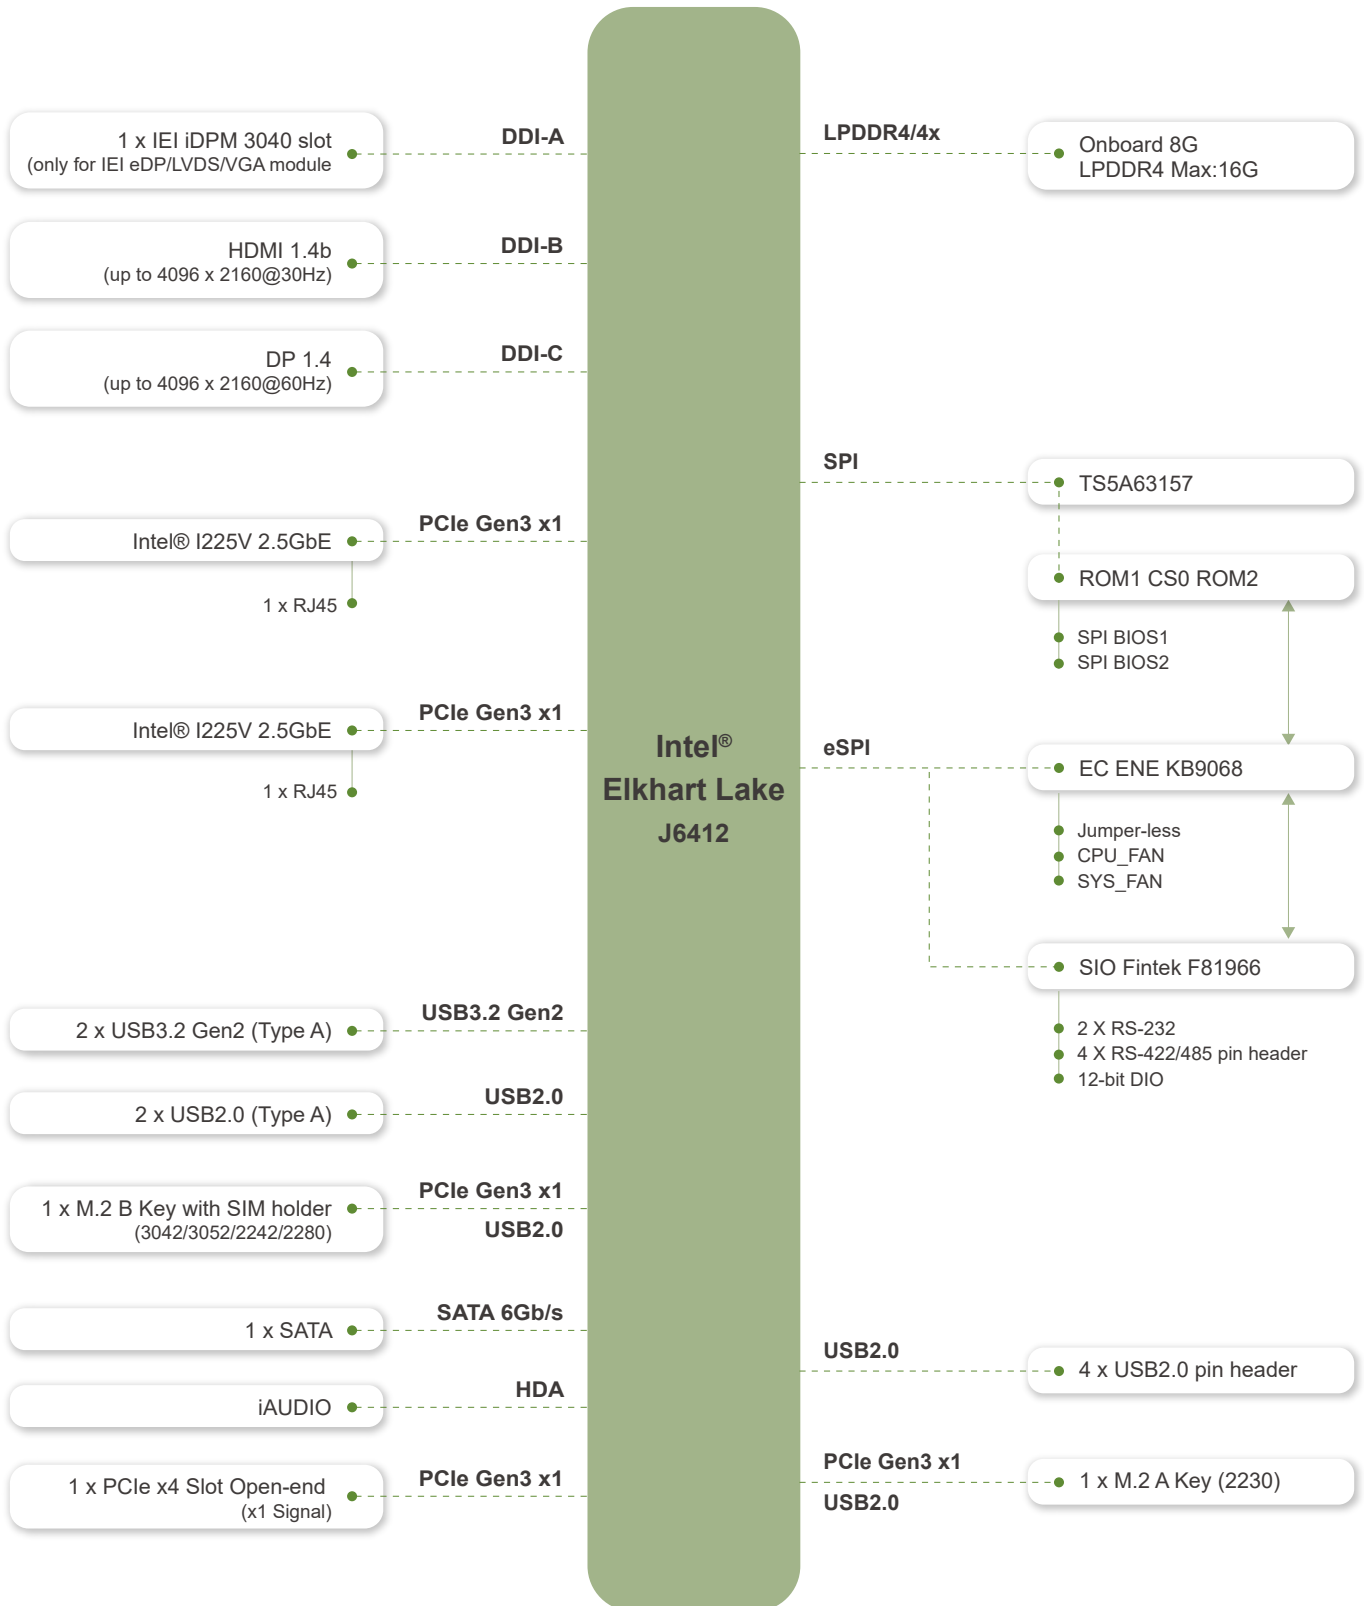 1 x IEI iDPM 3040 slot
(only for IEI eDP/LVDS/VGA module
DDI-A
HDMI 1.4b
(up to 4096 x 2160@30Hz)
DDI-B
DP 1.4
(up to 4096 x 2160@60Hz)
DDI-C
Intel® I225V 2.5GbE
PCIe Gen3 x1
1 x RJ45
Intel® I225V 2.5GbE
PCIe Gen3 x1
1 x RJ45
2 x USB3.2 Gen2 (Type A)
USB3.2 Gen2
2 x USB2.0 (Type A)
USB2.0
1 x M.2 B Key with SIM holder
(3042/3052/2242/2280)
PCIe Gen3 x1
USB2.0
1 x SATA
SATA 6Gb/s
iAUDIO
HDA
1 x PCIe x4 Slot Open-end
(x1 Signal)
PCIe Gen3 x1
Intel®
Elkhart Lake
J6412
LPDDR4/4x
Onboard 8G
LPDDR4 Max:16G
SPI
TS5A63157
ROM1 CS0 ROM2
SPI BIOS1
SPI BIOS2
eSPI
EC ENE KB9068
Jumper-less
CPU_FAN
SYS_FAN
SIO Fintek F81966
2 X RS-232
4 X RS-422/485 pin header
12-bit DIO
USB2.0
4 x USB2.0 pin header
PCIe Gen3 x1
USB2.0
1 x M.2 A Key (2230)